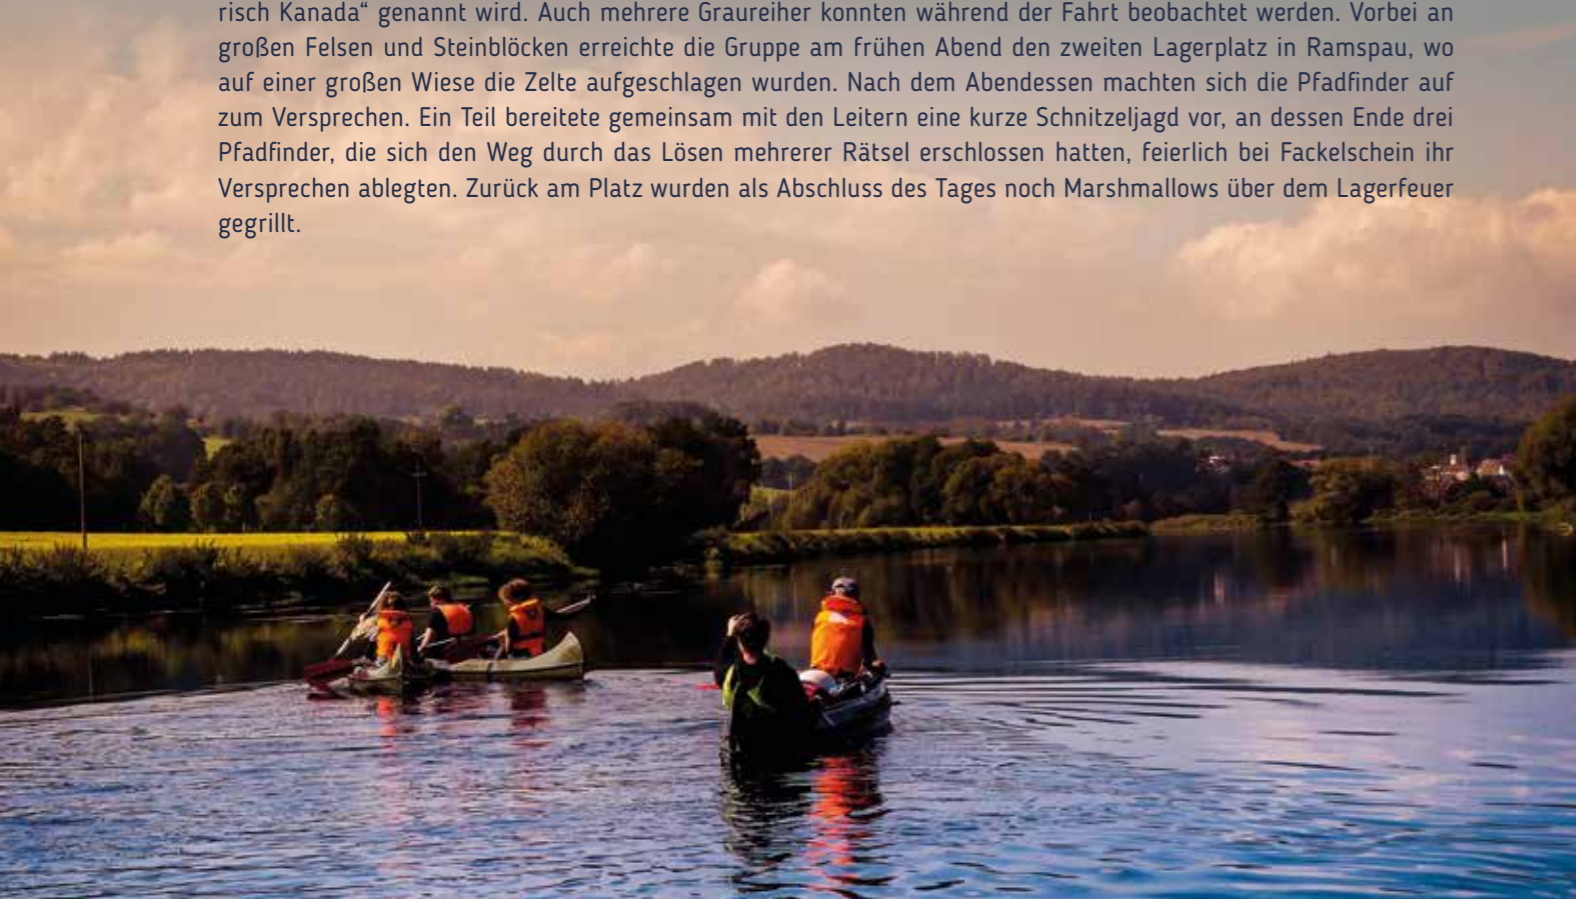 risch Kanada“ genannt wird. Auch mehrere Graureiher konnten während der Fahrt beobachtet werden. Vorbei an
großen Felsen und Steinblöcken erreichte die Gruppe am frühen Abend den zweiten Lagerplatz in Ramspau, wo
auf einer großen Wiese die Zelte aufgeschlagen wurden. Nach dem Abendessen machten sich die Pfadfinder auf
zum Versprechen. Ein Teil bereitete gemeinsam mit den Leitern eine kurze Schnitzeljagd vor, an dessen Ende drei
Pfadfinder, die sich den Weg durch das Lösen mehrerer Rätsel erschlossen hatten, feierlich bei Fackelschein ihr
Versprechen ablegten. Zurück am Platz wurden als Abschluss des Tages noch Marshmallows über dem Lagerfeuer
gegrillt.